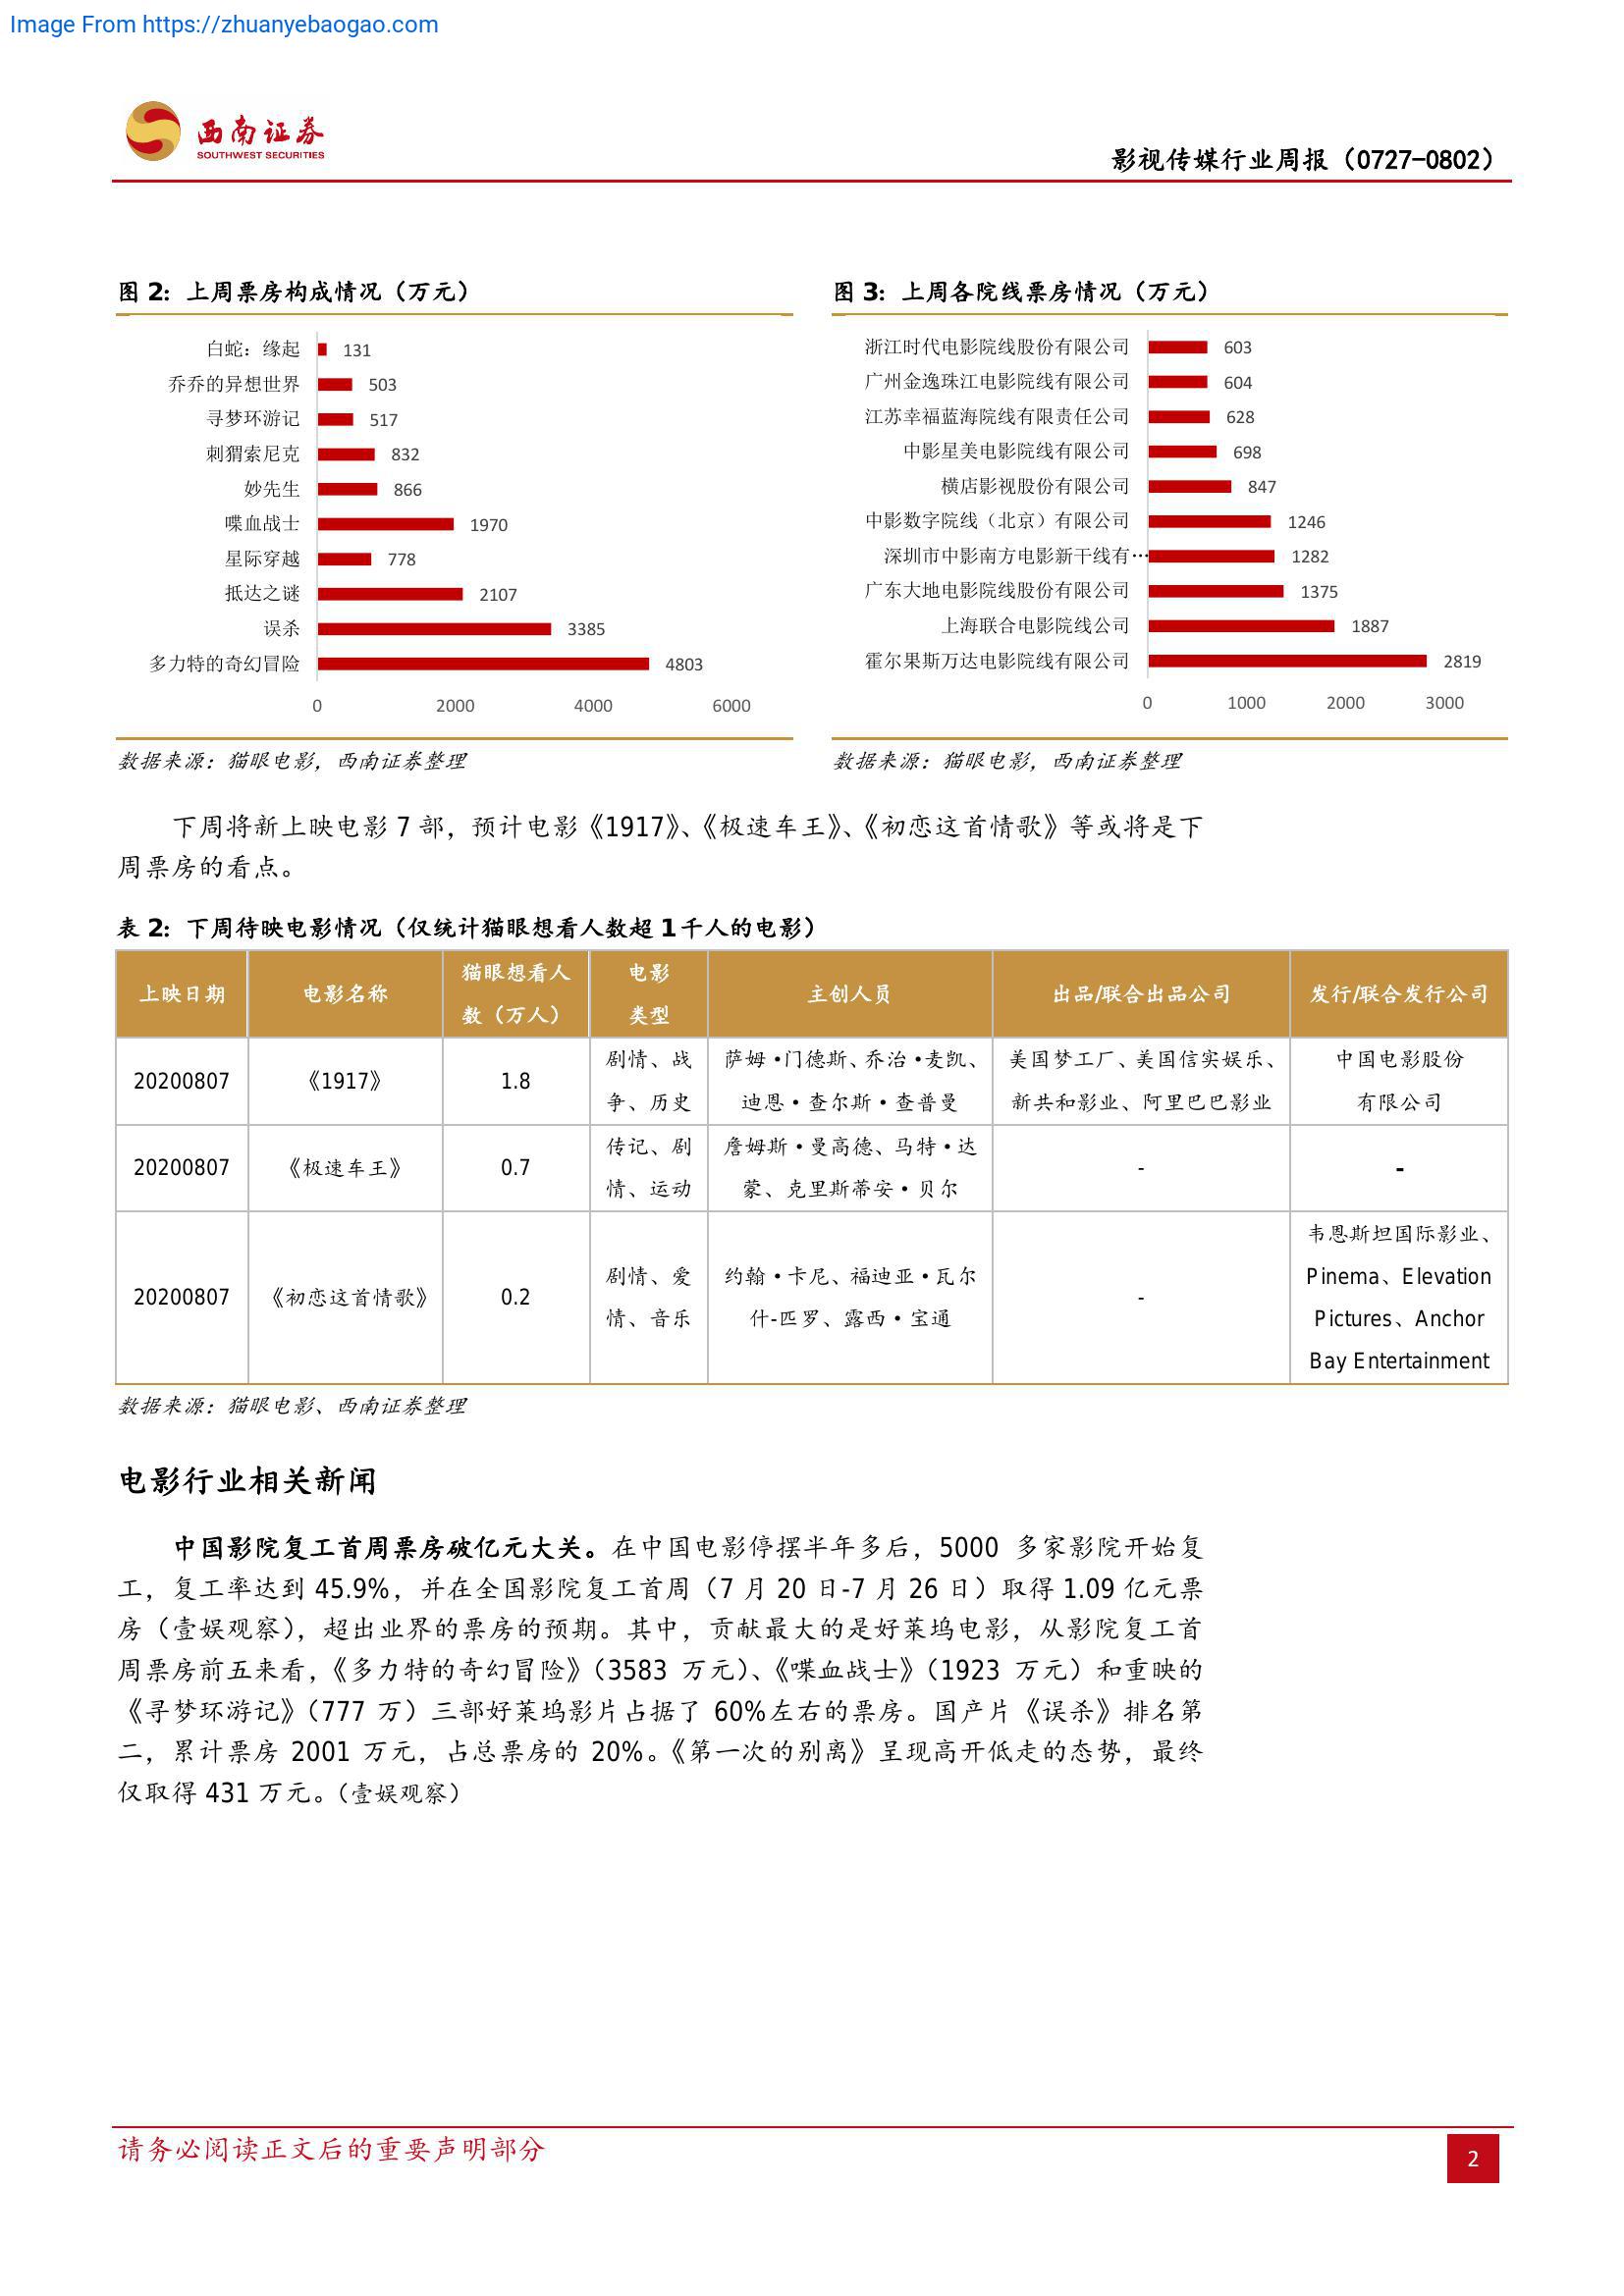 Image From https://zhuanyebaogao.com
西南证券
SOUTHWEST SECURITIES
影视传媒行业周报（0727-0802）
图 2：上周票房构成情况（万元）
白蛇：缘起 131
乔乔的异想世界 503
寻梦环游记 517
刺猬索尼克 832
妙先生 866
喋血战士 1970
星际穿越 778
抵达之谜 2107
误杀 3385
多力特的奇幻冒险 4803
0 2000 4000 6000
数据来源：猫眼电影，西南证券整理
图 3：上周各院线票房情况（万元）
浙江时代电影院线股份有限公司 603
广州金逸珠江电影院线有限公司 604
江苏幸福蓝海院线有限责任公司 628
中影星美电影院线有限公司 698
横店影视股份有限公司 847
中影数字院线（北京）有限公司 1246
深圳市中影南方电影新干线有… 1282
广东大地电影院线股份有限公司 1375
上海联合电影院线公司 1887
霍尔果斯万达电影院线有限公司 2819
0 1000 2000 3000
数据来源：猫眼电影，西南证券整理
下周将新上映电影 7 部，预计电影《1917》、《极速车王》、《初恋这首情歌》等或将是下
周票房的看点。
表 2：下周待映电影情况（仅统计猫眼想看人数超 1 千人的电影）
上映日期
电影名称
猫眼想看人
数（万人）
电影
类型
主创人员
出品/联合出品公司
发行/联合发行公司
20200807
《1917》
1.8
剧情、战
争、历史
萨姆·门德斯、乔治·麦凯、
迪恩·查尔斯·查普曼
美国梦工厂、美国信实娱乐、
新共和影业、阿里巴巴影业
中国电影股份
有限公司
20200807
《极速车王》
0.7
传记、剧
情、运动
詹姆斯·曼高德、马特·达
蒙、克里斯蒂安·贝尔
-
-
20200807
《初恋这首情歌》
0.2
剧情、爱
情、音乐
约翰·卡尼、福迪亚·瓦尔
什-匹罗、露西·宝通
-
韦恩斯坦国际影业、
Pinema、Elevation
Pictures、Anchor
Bay Entertainment
数据来源：猫眼电影、西南证券整理
电影行业相关新闻
中国影院复工首周票房破亿元大关。在中国电影停摆半年多后，5000 多家影院开始复
工，复工率达到 45.9%，并在全国影院复工首周（7 月 20 日-7 月 26 日）取得 1.09 亿元票
房（壹娱观察），超出业界的票房的预期。其中，贡献最大的是好莱坞电影，从影院复工首
周票房前五来看，《多力特的奇幻冒险》（3583 万元）、《喋血战士》（1923 万元）和重映的
《寻梦环游记》（777 万）三部好莱坞影片占据了 60%左右的票房。国产片《误杀》排名第
二，累计票房 2001 万元，占总票房的 20%。《第一次的别离》呈现高开低走的态势，最终
仅取得 431 万元。（壹娱观察）
请务必阅读正文后的重要声明部分
2